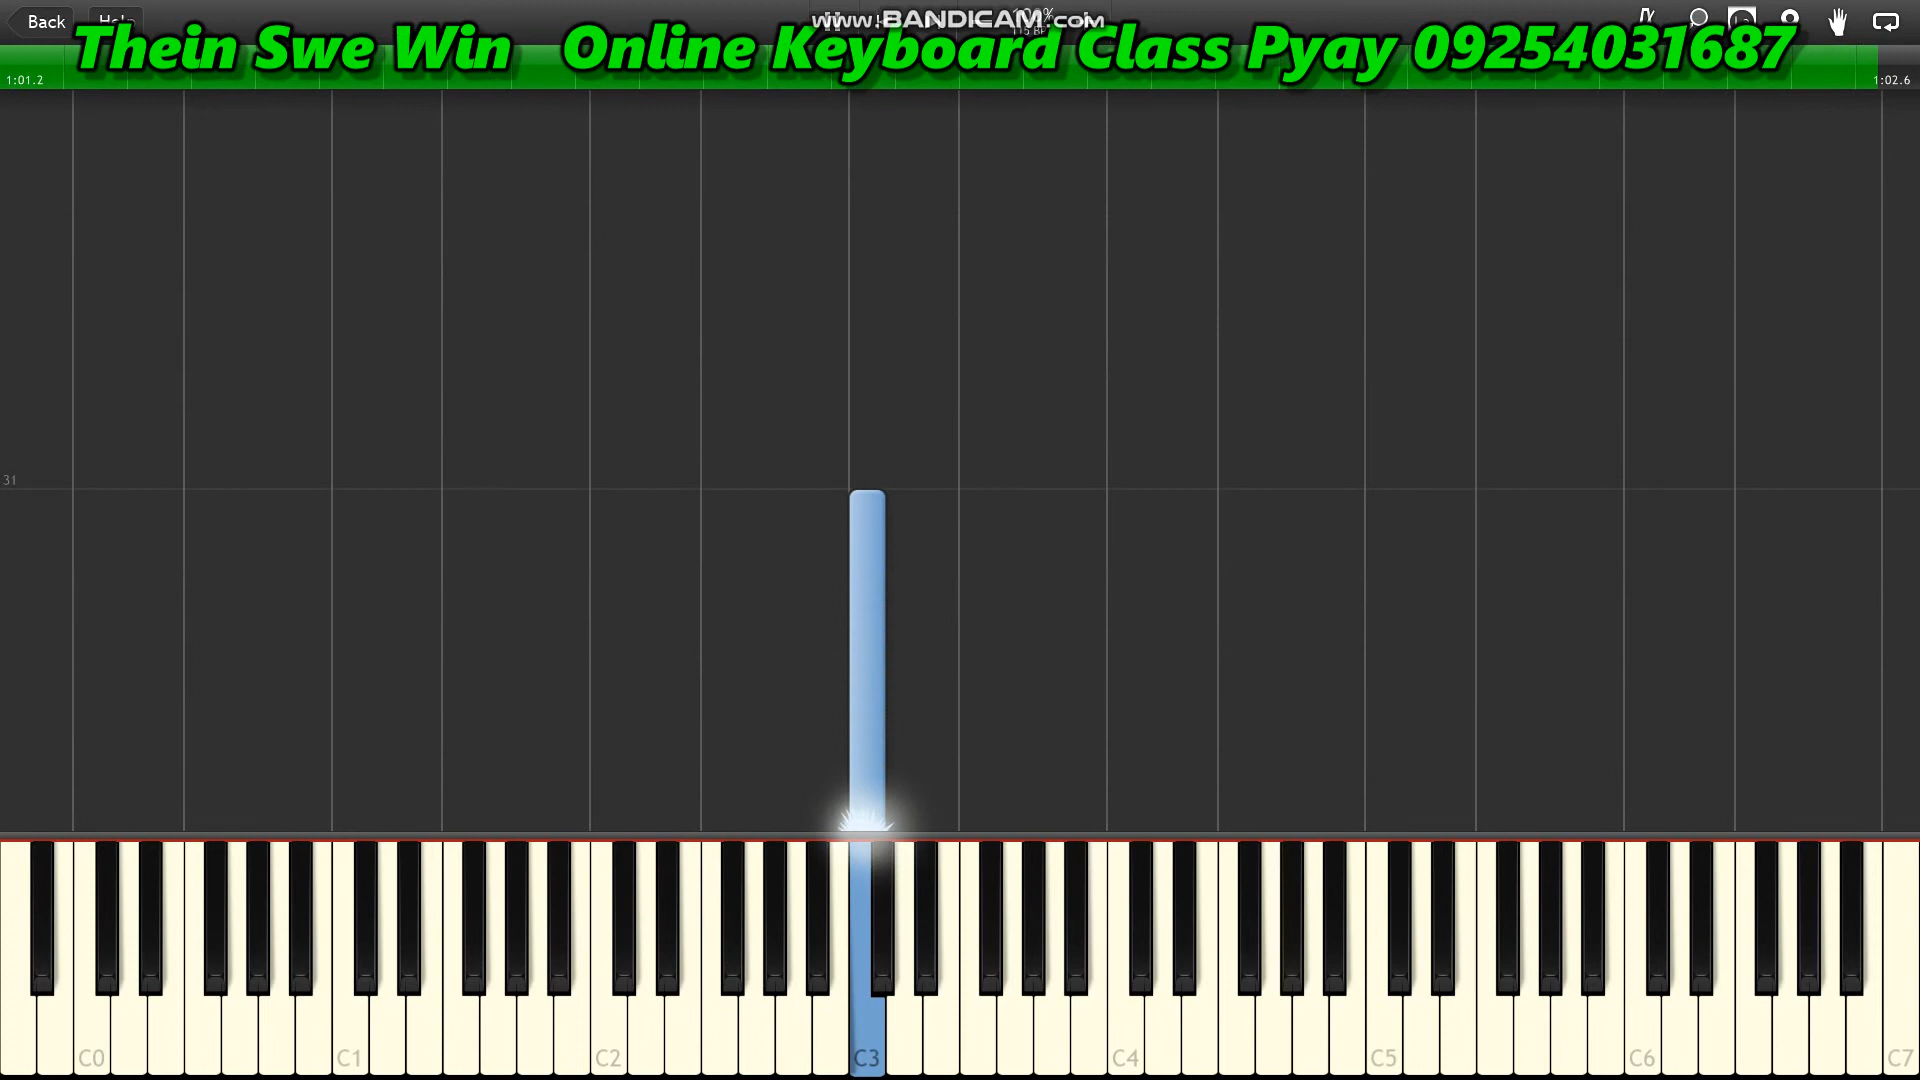 Back Help www.BANDICAM.com
Thein Swe Win Online Keyboard Class Pyay 09254031687
1:01.2 1:02.6
31
C0 C1 C2 C3 C4 C5 C6 C7